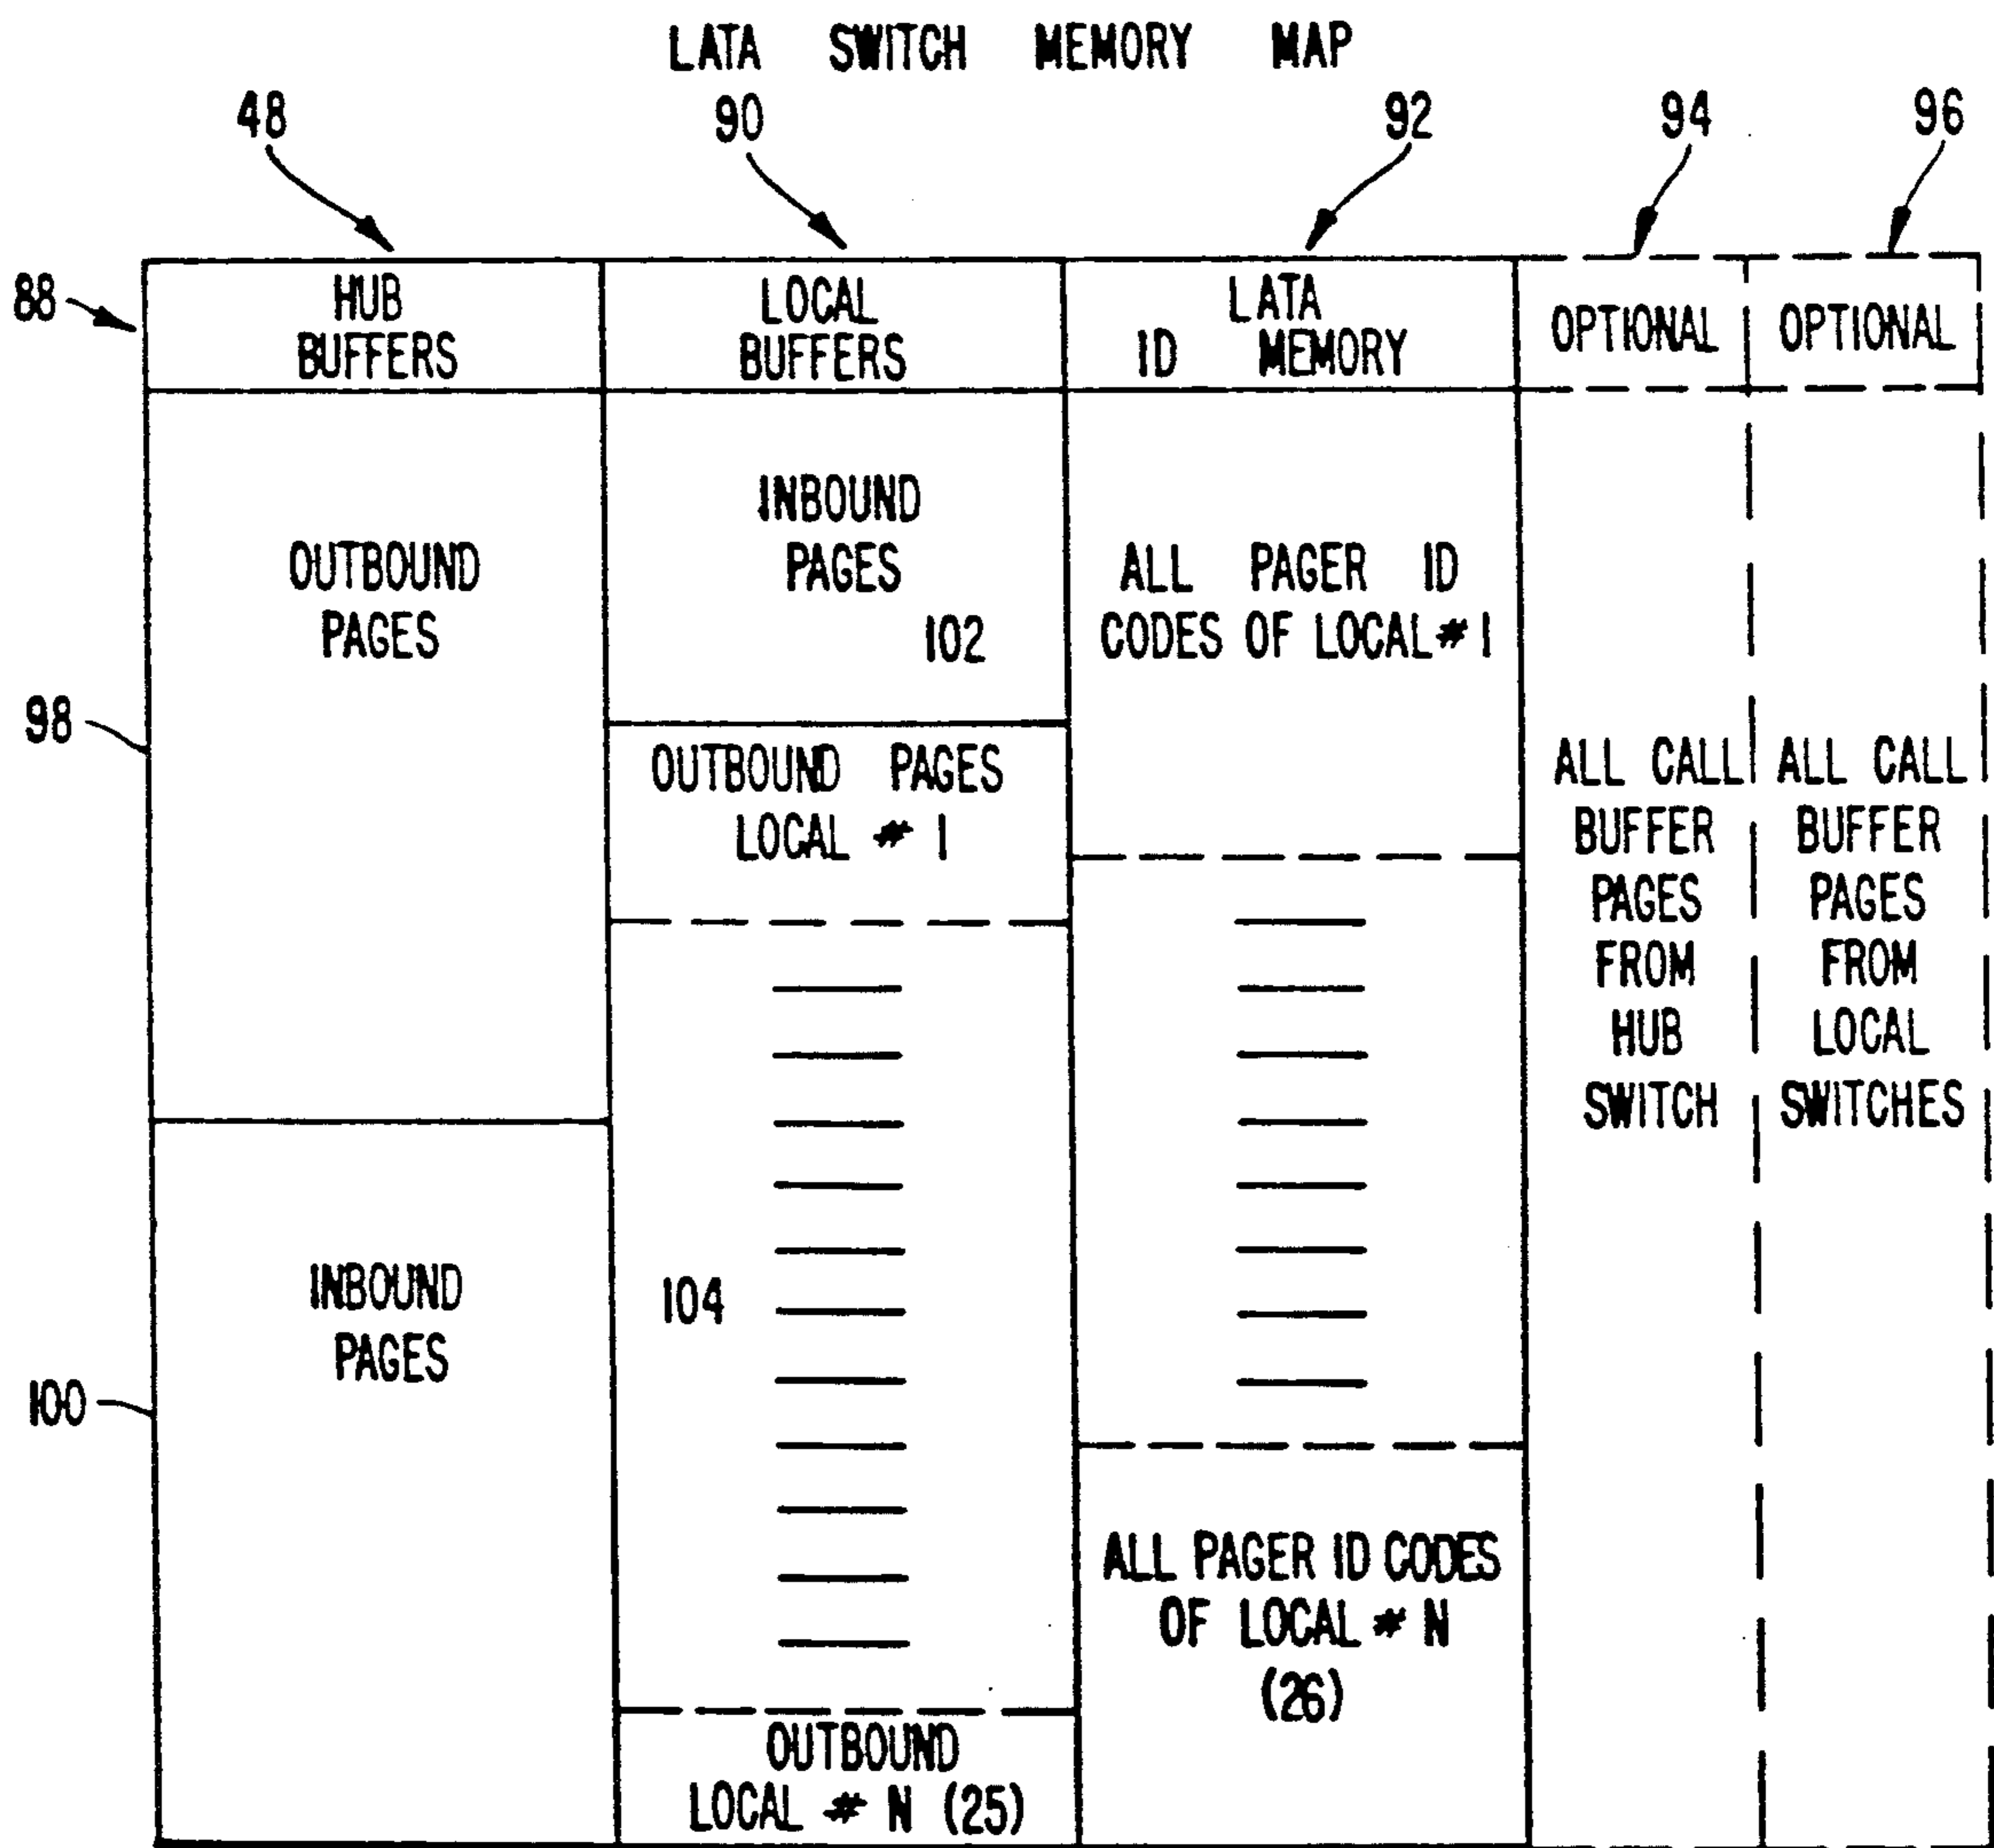 LATA SWITCH MEMORY MAP
48
90
92
94
96
88
HUB
BUFFERS
LOCAL
BUFFERS
LATA
ID MEMORY
OPTIONAL
OPTIONAL
OUTBOUND
PAGES
98
INBOUND
PAGES
100
INBOUND
PAGES
102
OUTBOUND PAGES
LOCAL # 1
104
OUTBOUND
LOCAL # N (25)
ALL PAGER ID
CODES OF LOCAL # 1
ALL PAGER ID CODES
OF LOCAL # N
(26)
ALL CALL
BUFFER
PAGES
FROM
HUB
SWITCH
ALL CALL
BUFFER
PAGES
FROM
LOCAL
SWITCHES